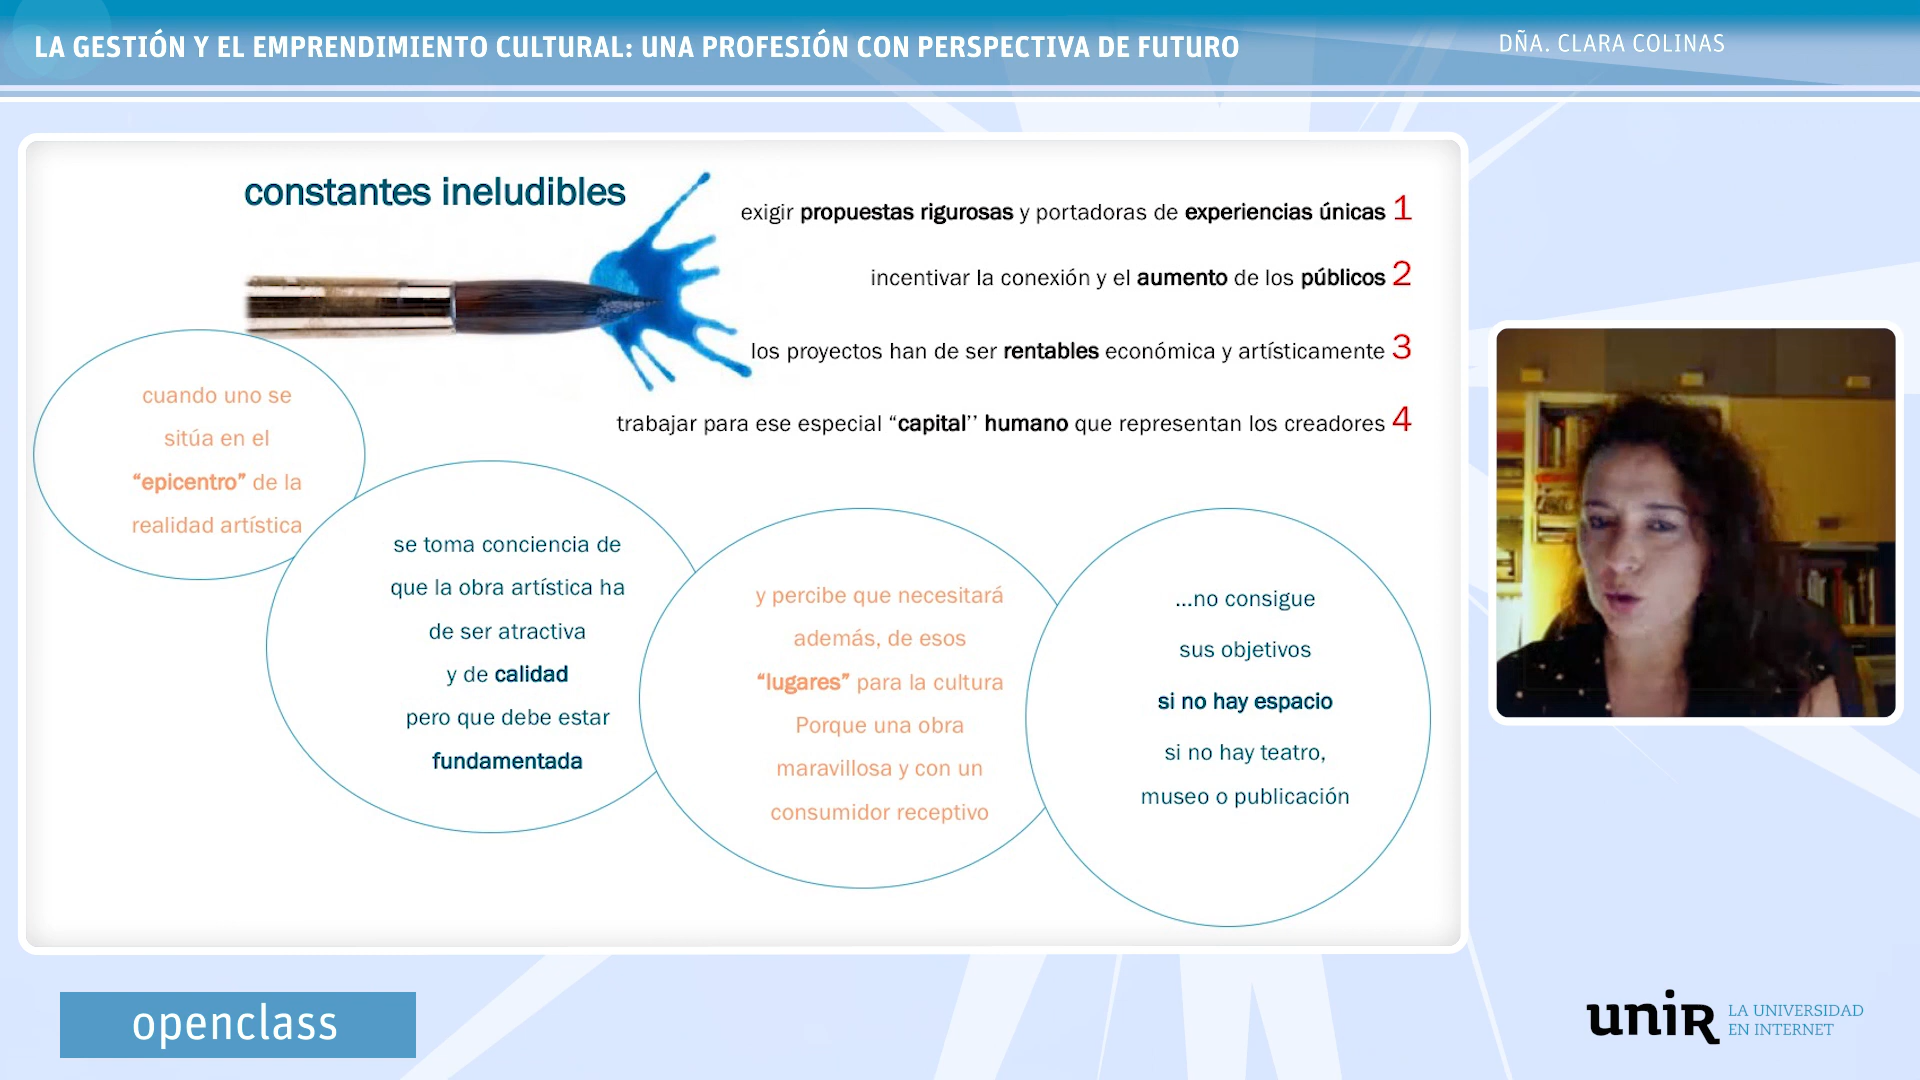 LA GESTIÓN Y EL EMPRENDIMIENTO CULTURAL: UNA PROFESIÓN CON PERSPECTIVA DE FUTURO
DÑA. CLARA COLINAS
constantes ineludibles
exigir propuestas rigurosas y portadoras de experiencias únicas 1
incentivar la conexión y el aumento de los públicos 2
los proyectos han de ser rentables económica y artísticamente 3
trabajar para ese especial “capital’’ humano que representan los creadores 4
cuando uno se
sitúa en el
“epicentro” de la
realidad artística
se toma conciencia de
que la obra artística ha
de ser atractiva
y de calidad
pero que debe estar
fundamentada
y percibe que necesitará
además, de esos
“lugares” para la cultura
Porque una obra
maravillosa y con un
consumidor receptivo
...no consigue
sus objetivos
si no hay espacio
si no hay teatro,
museo o publicación
openclass
unir
LA UNIVERSIDAD
EN INTERNET